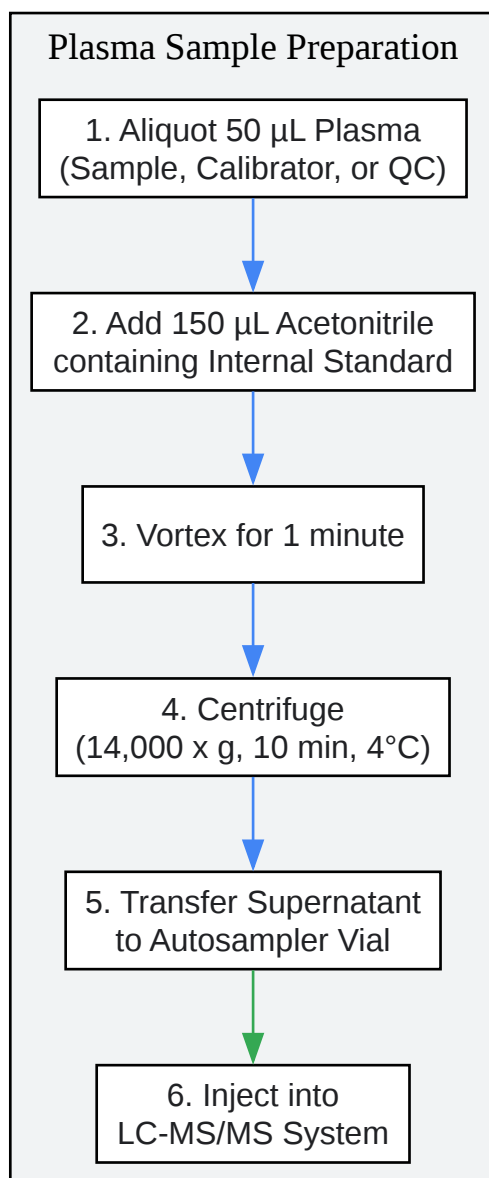 Plasma Sample Preparation
1. Aliquot 50 µL Plasma
(Sample, Calibrator, or QC)
2. Add 150 µL Acetonitrile
containing Internal Standard
3. Vortex for 1 minute
4. Centrifuge
(14,000 x g, 10 min, 4°C)
5. Transfer Supernatant
to Autosampler Vial
6. Inject into
LC-MS/MS System